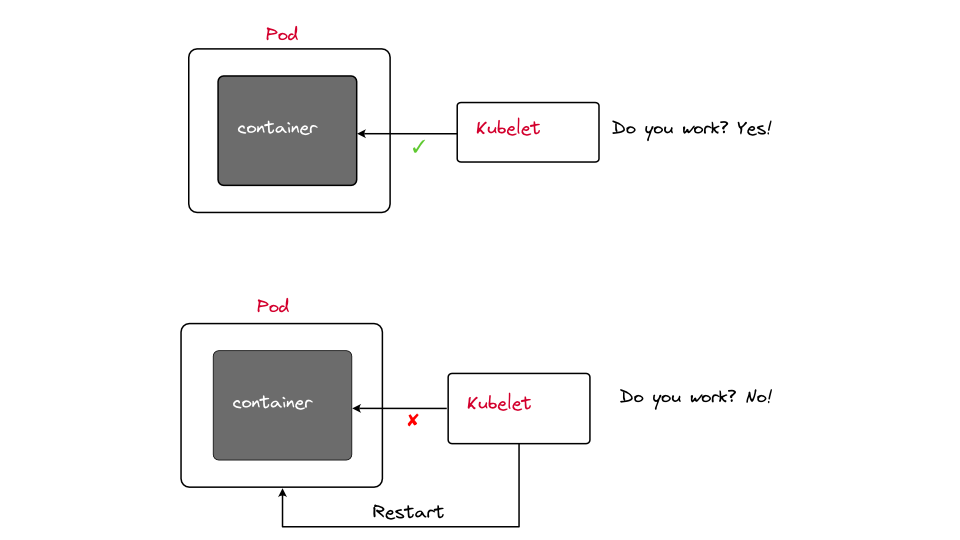 Pod
container
Kubelet
Do you work? Yes!
✓
Pod
container
Kubelet
Do you work? No!
✘
Restart